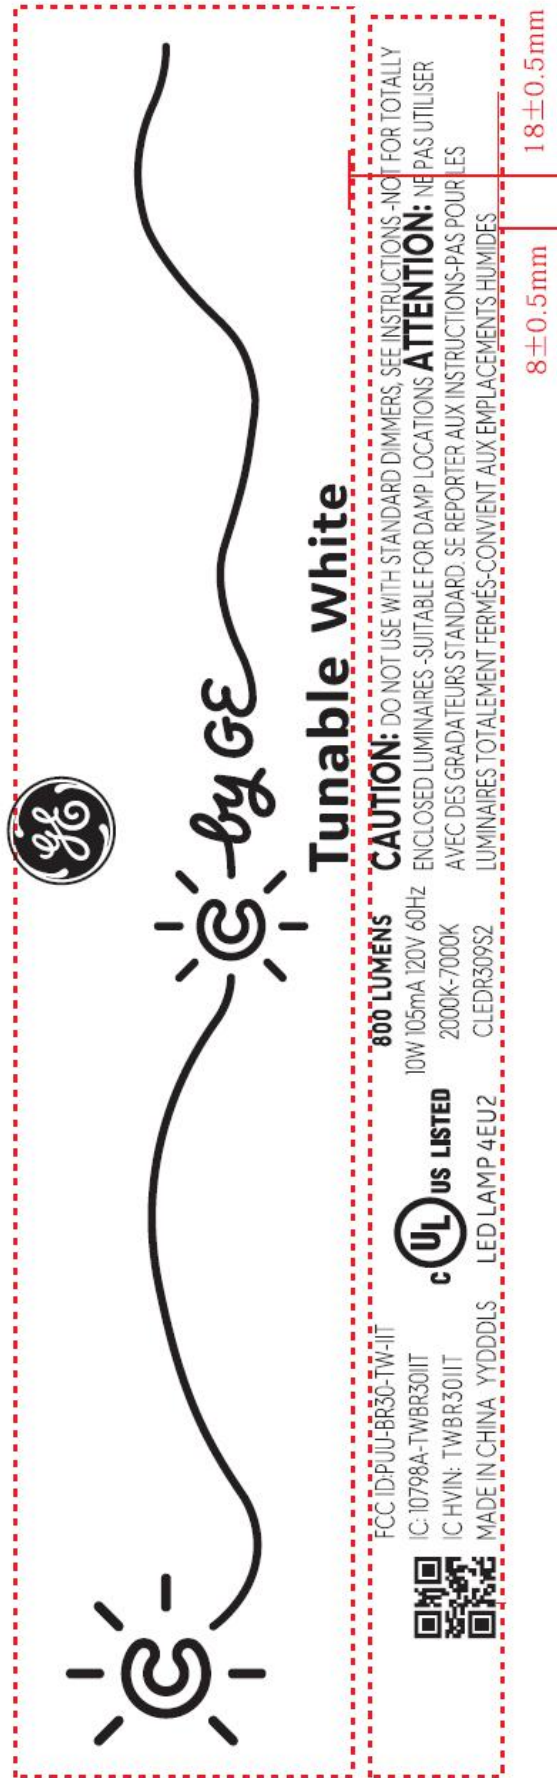 GE
C by GE
Tunable White
FCC ID:PUU-BR30-TW-IIT
IC: 10798A-TWBR30IIT
IC HVIN: TWBR30IIT
MADE IN CHINA YYDDDLS
C UL US LISTED
LED LAMP 4EU2
800 LUMENS
10W 105mA 120V 60HZ
2000K-7000K
CLEDR309S2
CAUTION: DO NOT USE WITH STANDARD DIMMERS, SEE INSTRUCTIONS -NOT FOR TOTALLY
ENCLOSED LUMINAIRES -SUITABLE FOR DAMP LOCATIONS ATTENTION: NE PAS UTILISER
AVEC DES GRADATEURS STANDARD. SE REPORTER AUX INSTRUCTIONS-PAS POUR LES
LUMINAIRES TOTALEMENT FERMÉS-CONVIENT AUX EMPLACEMENTS HUMIDES
18±0.5mm
8±0.5mm
C